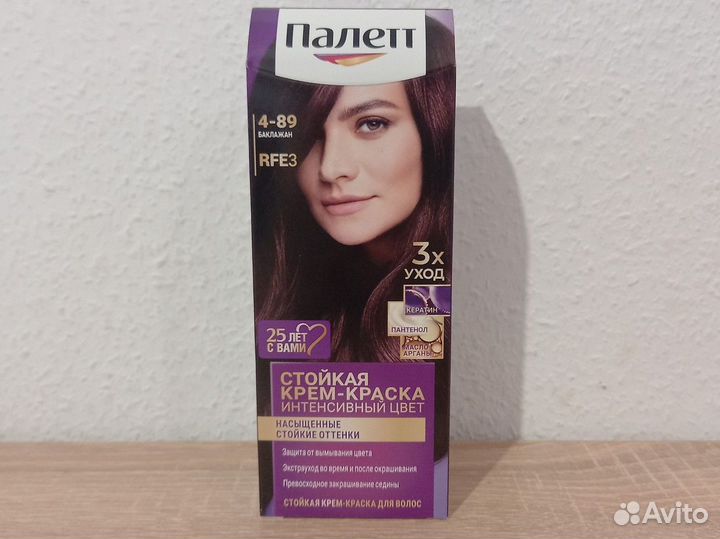 Палетт
4-89
БАКЛАЖАН
RFE3
3x
УХОД
КЕРАТИН
ПАНТЕНОЛ
МАСЛО
АРГАНЫ
25 ЛЕТ
С ВАМИ
СТОЙКАЯ
КРЕМ-КРАСКА
ИНТЕНСИВНЫЙ ЦВЕТ
НАСЫЩЕННЫЕ
СТОЙКИЕ ОТТЕНКИ
Защита от вымывания цвета
Экстрауход во время и после окрашивания
Превосходное закрашивание седины
СТОЙКАЯ КРЕМ-КРАСКА ДЛЯ ВОЛОС
Avito